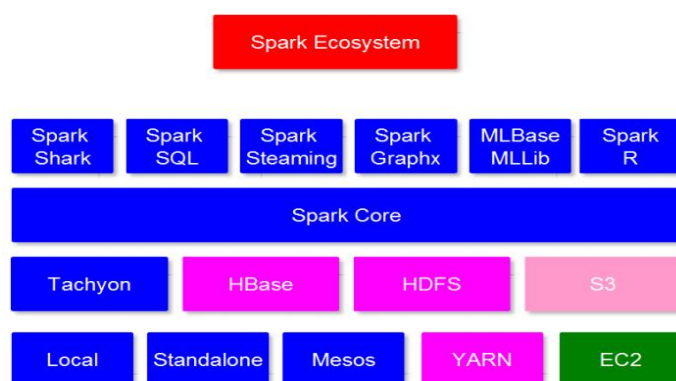 Spark Ecosystem
Spark
Shark
Spark
SQL
Spark
Steaming
Spark
Graphx
MLBase
MLLib
Spark
R
Spark Core
Tachyon
HBase
HDFS
S3
Local
Standalone
Mesos
YARN
EC2